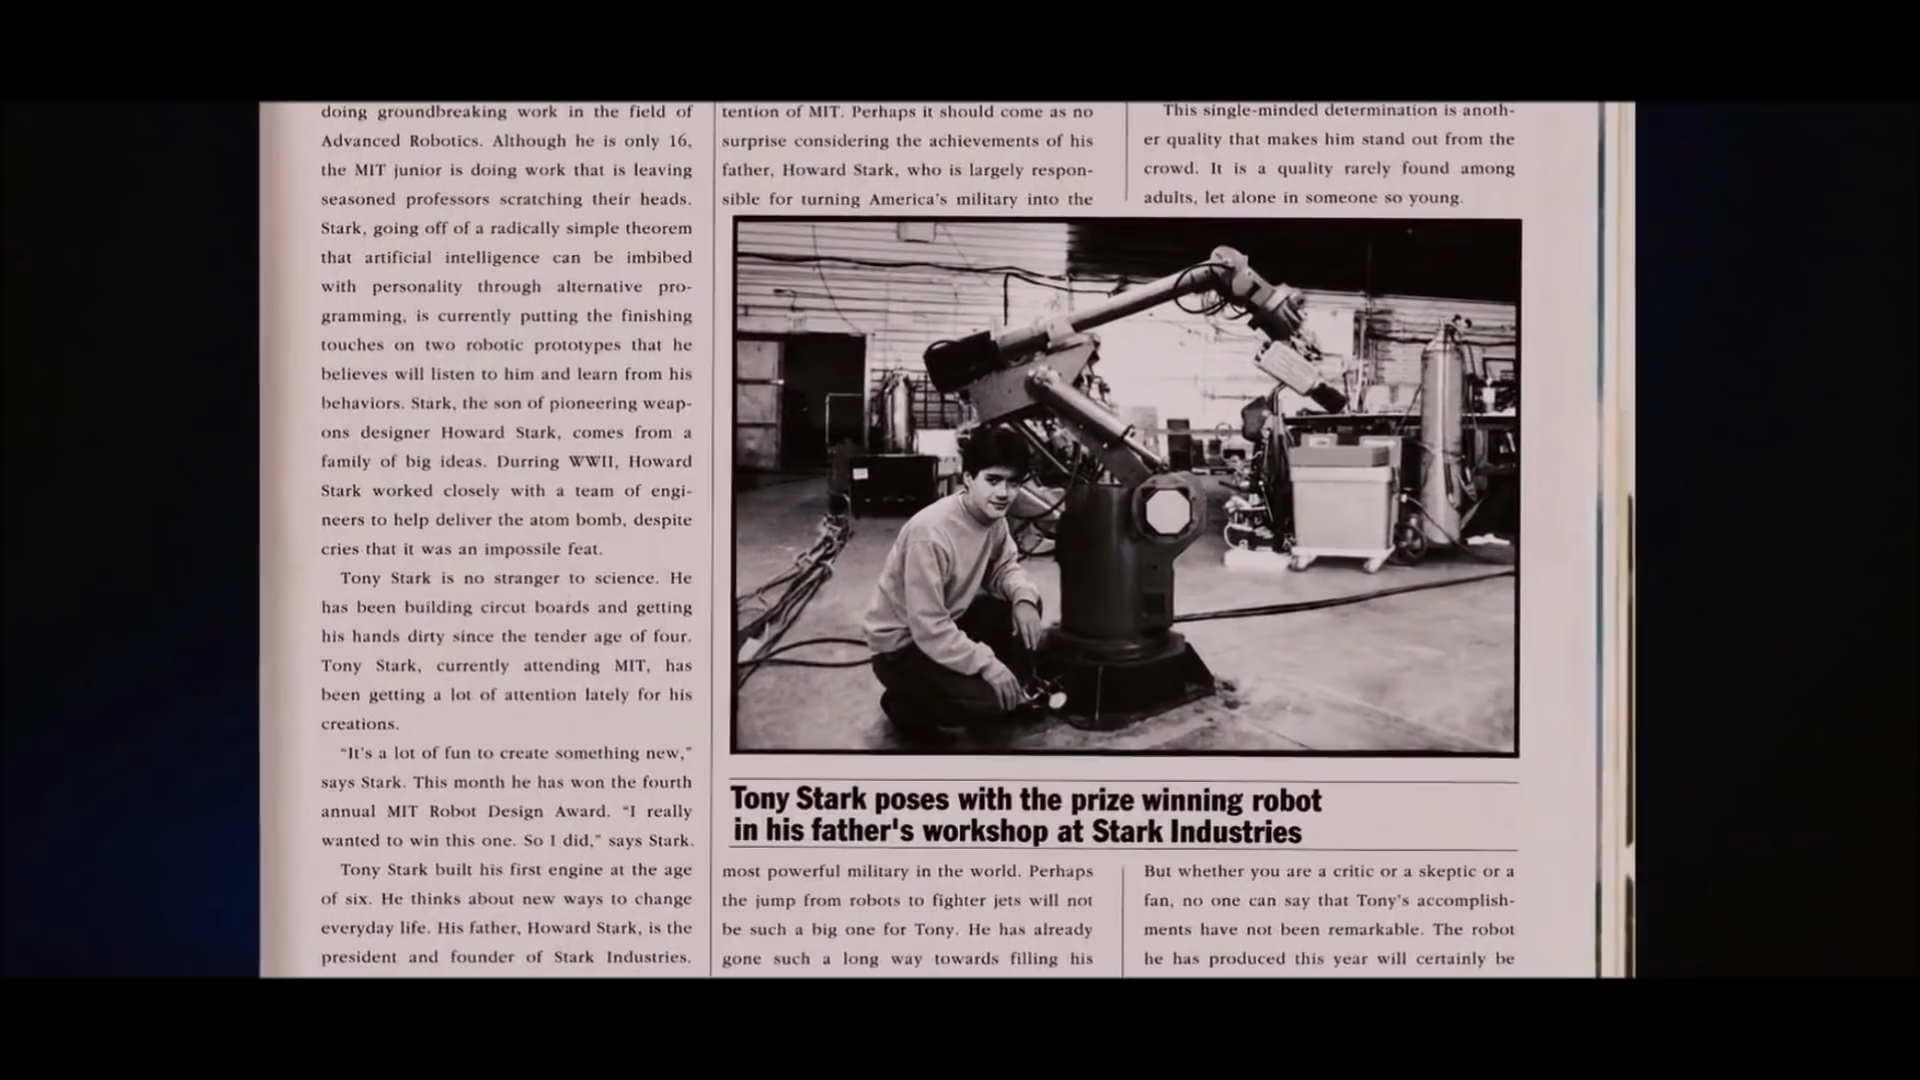 doing groundbreaking work in the field of
Advanced Robotics. Although he is only 16,
the MIT junior is doing work that is leaving
seasoned professors scratching their heads.
Stark, going off of a radically simple theorem
that artificial intelligence can be imbibed
with personality through alternative pro-
gramming, is currently putting the finishing
touches on two robotic prototypes that he
believes will listen to him and learn from his
behaviors. Stark, the son of pioneering weap-
ons designer Howard Stark, comes from a
family of big ideas. Durring WWII, Howard
Stark worked closely with a team of engi-
neers to help deliver the atom bomb, despite
cries that it was an impossile feat.
Tony Stark is no stranger to science. He
has been building circut boards and getting
his hands dirty since the tender age of four.
Tony Stark, currently attending MIT, has
been getting a lot of attention lately for his
creations.
"It's a lot of fun to create something new,"
says Stark. This month he has won the fourth
annual MIT Robot Design Award. "I really
wanted to win this one. So I did," says Stark.
Tony Stark built his first engine at the age
of six. He thinks about new ways to change
everyday life. His father, Howard Stark, is the
president and founder of Stark Industries.
tention of MIT. Perhaps it should come as no
surprise considering the achievements of his
father, Howard Stark, who is largely respon-
sible for turning America's military into the
most powerful military in the world. Perhaps
the jump from robots to fighter jets will not
be such a big one for Tony. He has already
gone such a long way towards filling his
This single-minded determination is anoth-
er quality that makes him stand out from the
crowd. It is a quality rarely found among
adults, let alone in someone so young.
Tony Stark poses with the prize winning robot
in his father's workshop at Stark Industries
But whether you are a critic or a skeptic or a
fan, no one can say that Tony's accomplish-
ments have not been remarkable. The robot
he has produced this year will certainly be